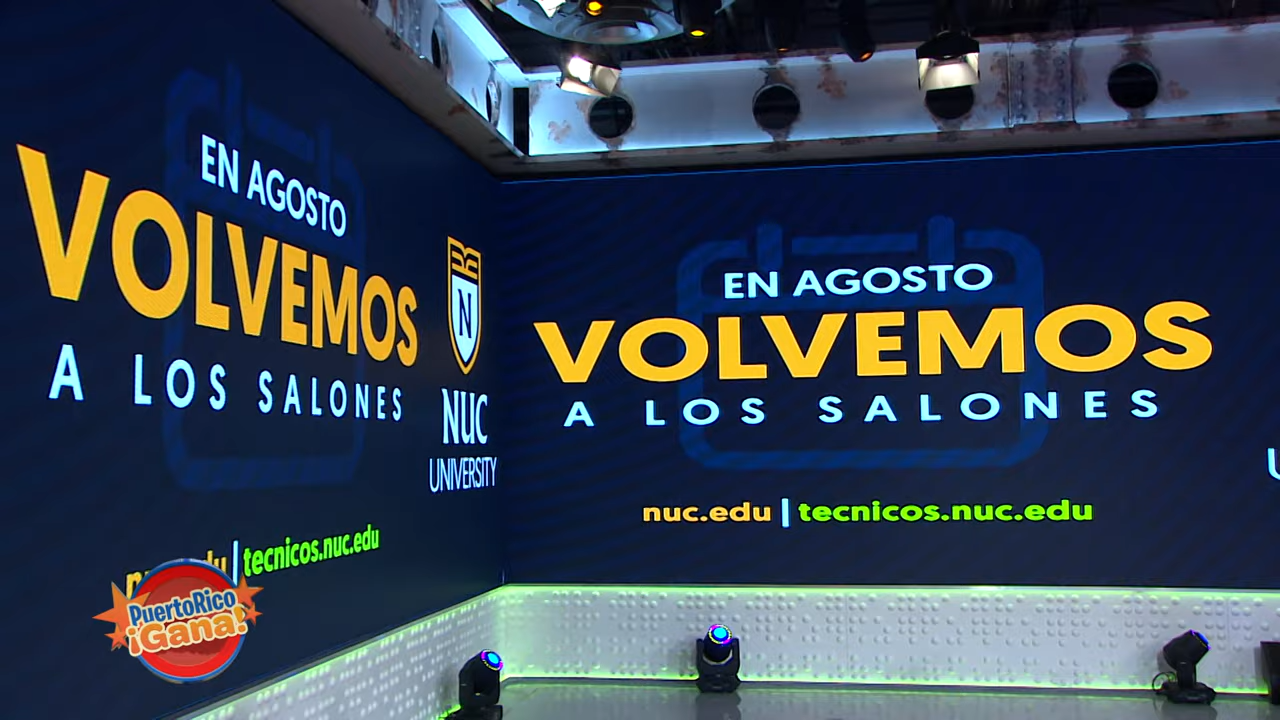 EN AGOSTO
VOLVEMOS
A LOS SALONES
N
NUC
UNIVERSITY
tecnicos.nuc.edu
EN AGOSTO
VOLVEMOS
A LOS SALONES
nuc.edu | tecnicos.nuc.edu
PuertoRico
¡Gana!